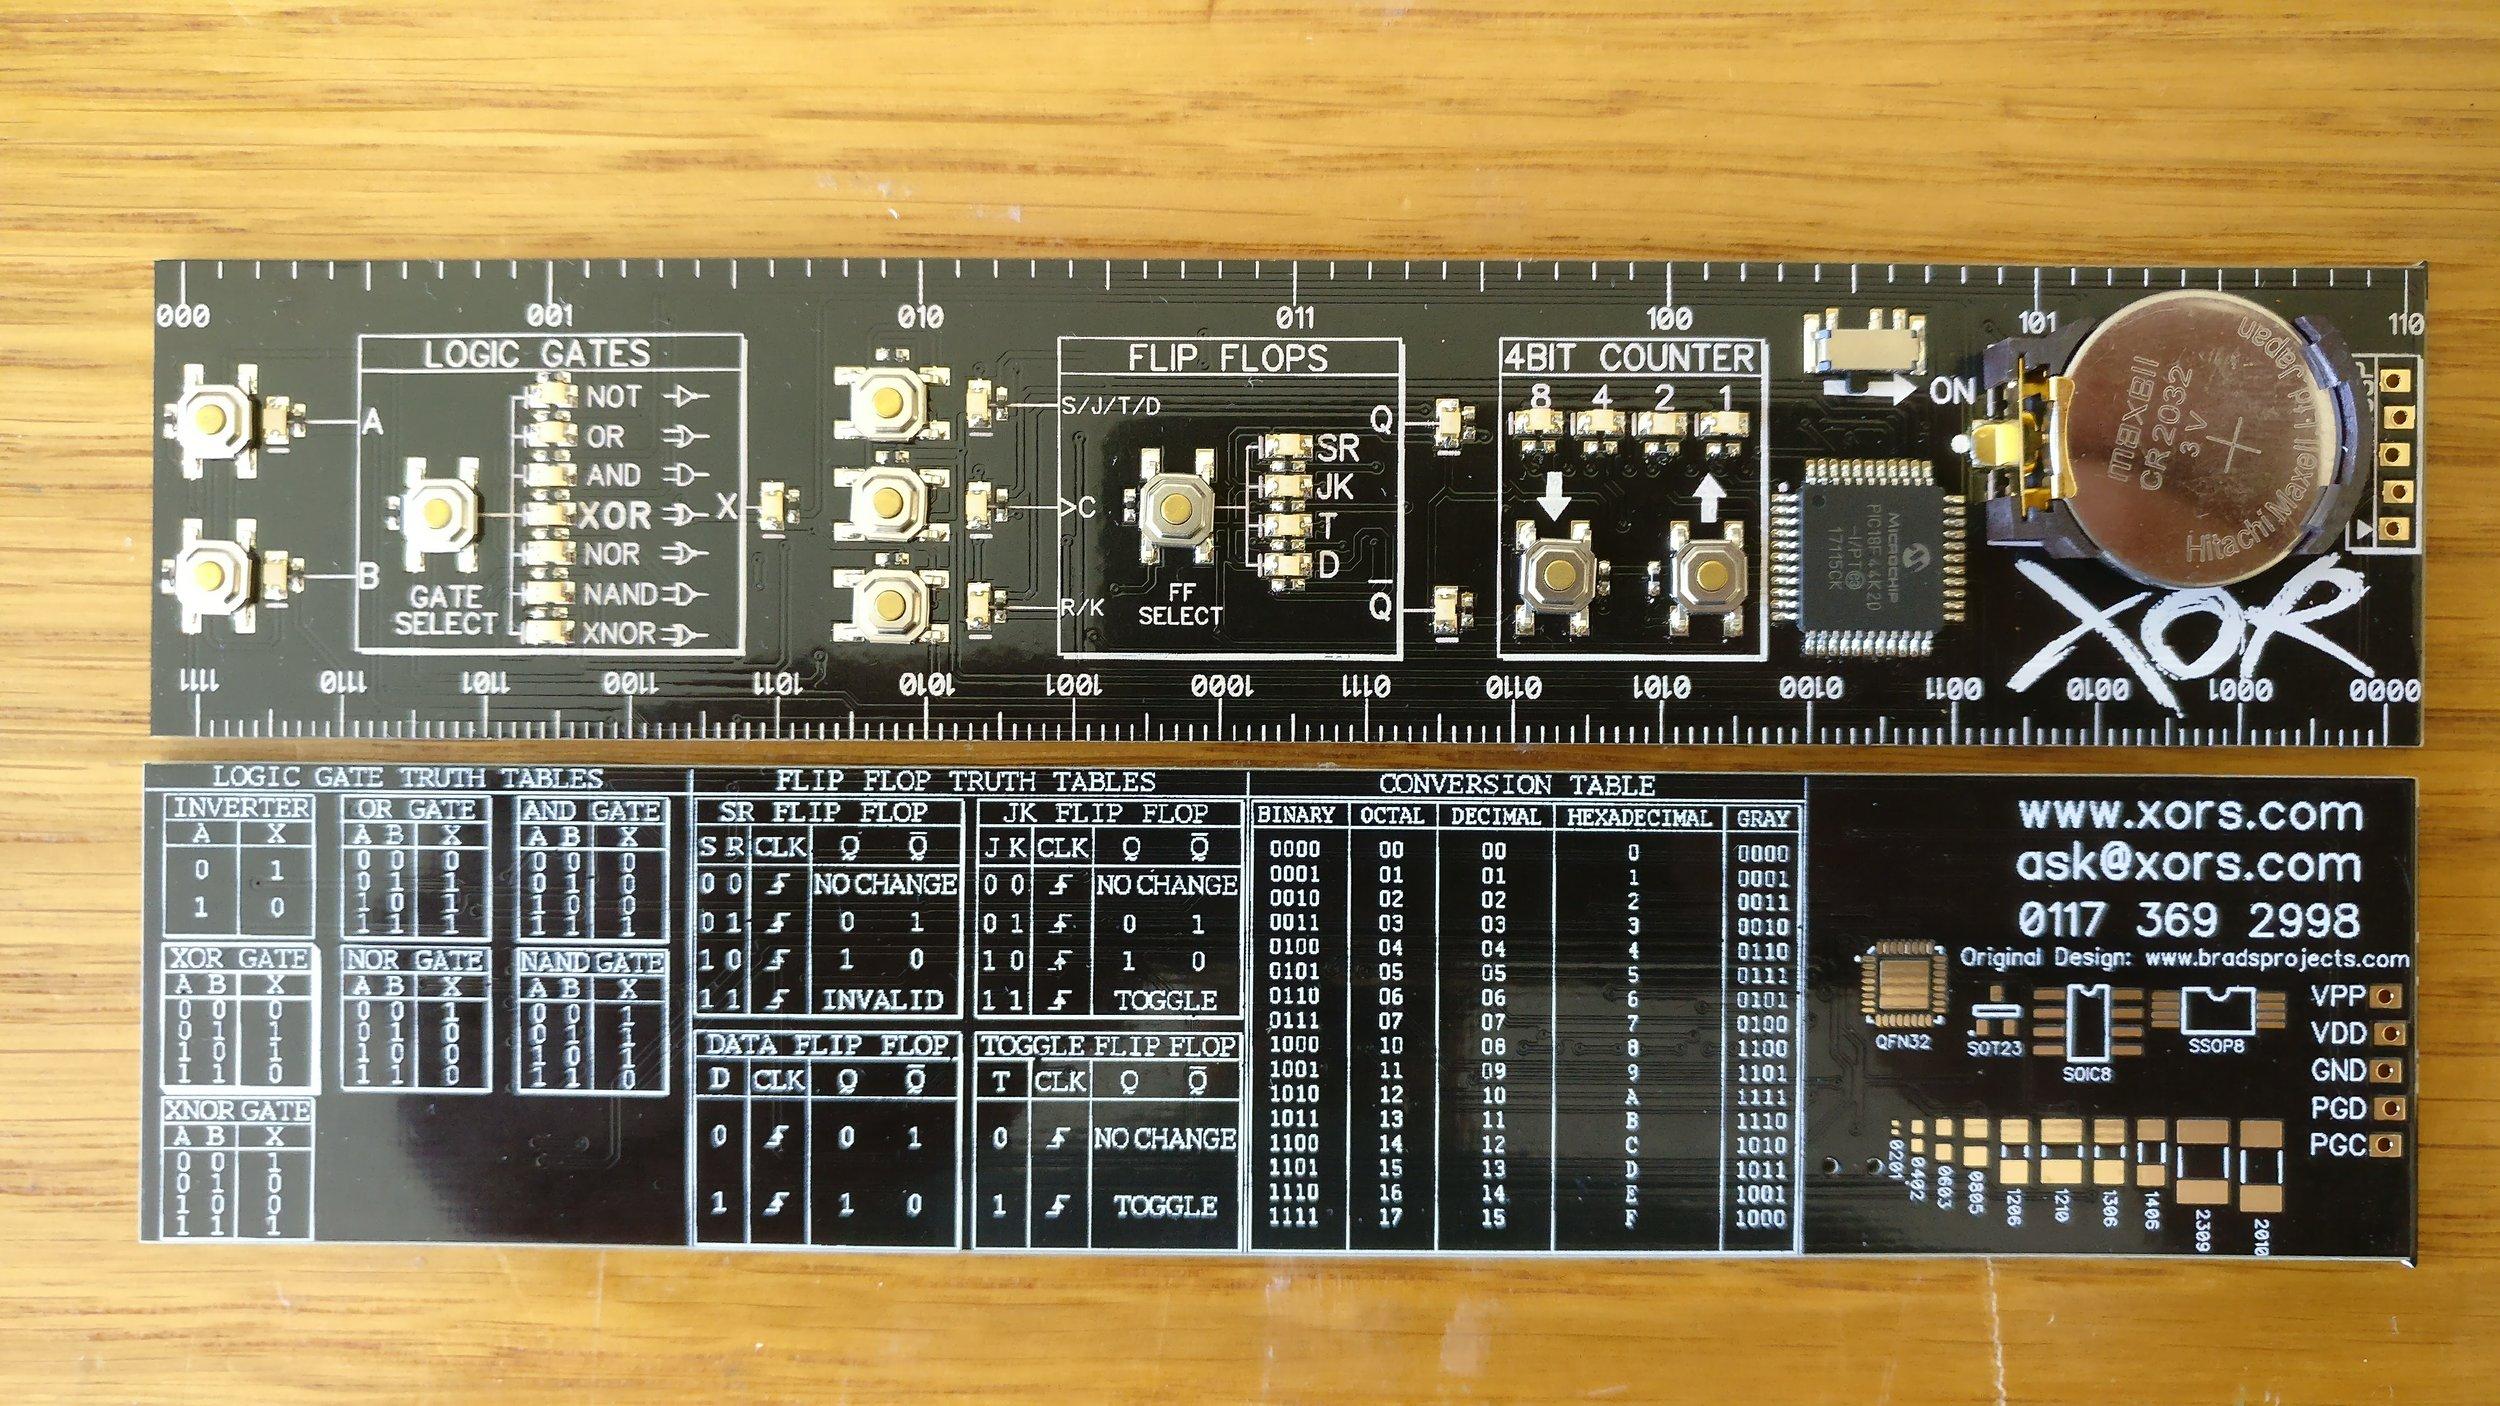 000 001 010 011 100 101 110
LOGIC GATES
A
B
NOT
OR
AND
XOR
NOR
NAND
XNOR
GATE
SELECT
X
S/J/T/D
>C
R/K
FLIP FLOPS
SR
JK
T
D
FF
SELECT
Q
Q̅
4BIT COUNTER
8 4 2 1
ON
MICROCHIP
PIC18F44K20
-I/PT
17115CK
maxell
CR2032
3V
+
Hitachi Maxell Ltd. Japan
XOR
1111 1110 1101 1100 1011 1010 1001 1000 0111 0110 0101 0100 0011 0010 0001 0000
LOGIC GATE TRUTH TABLES
INVERTER
A X
0 1
1 0
OR GATE
A B X
0 0 0
0 1 1
1 0 1
1 1 1
AND GATE
A B X
0 0 0
0 1 0
1 0 0
1 1 1
XOR GATE
A B X
0 0 0
0 1 1
1 0 1
1 1 0
NOR GATE
A B X
0 0 1
0 1 0
1 0 0
1 1 0
NAND GATE
A B X
0 0 1
0 1 1
1 0 1
1 1 0
XNOR GATE
A B X
0 0 1
0 1 0
1 0 0
1 1 1
FLIP FLOP TRUTH TABLES
SR FLIP FLOP
S R CLK Q Q̅
0 0 NO CHANGE
0 1 0 1
1 0 1 0
1 1 INVALID
JK FLIP FLOP
J K CLK Q Q̅
0 0 NO CHANGE
0 1 0 1
1 0 1 0
1 1 TOGGLE
DATA FLIP FLOP
D CLK Q Q̅
0 0 1
1 1 0
TOGGLE FLIP FLOP
T CLK Q Q̅
0 NO CHANGE
1 TOGGLE
CONVERSION TABLE
BINARY OCTAL DECIMAL HEXADECIMAL GRAY
0000 00 00 0 0000
0001 01 01 1 0001
0010 02 02 2 0011
0011 03 03 3 0010
0100 04 04 4 0110
0101 05 05 5 0111
0110 06 06 6 0101
0111 07 07 7 0100
1000 10 08 8 1100
1001 11 09 9 1101
1010 12 10 A 1111
1011 13 11 B 1110
1100 14 12 C 1010
1101 15 13 D 1011
1110 16 14 E 1001
1111 17 15 F 1000
www.xors.com
ask@xors.com
0117 369 2998
Original Design: www.bradsprojects.com
QFN32
SOT23
SOIC8
SSOP8
VPP
VDD
GND
PGD
PGC
0201 0402 0603 0805 1206 1210 1306 1406 2309 2010